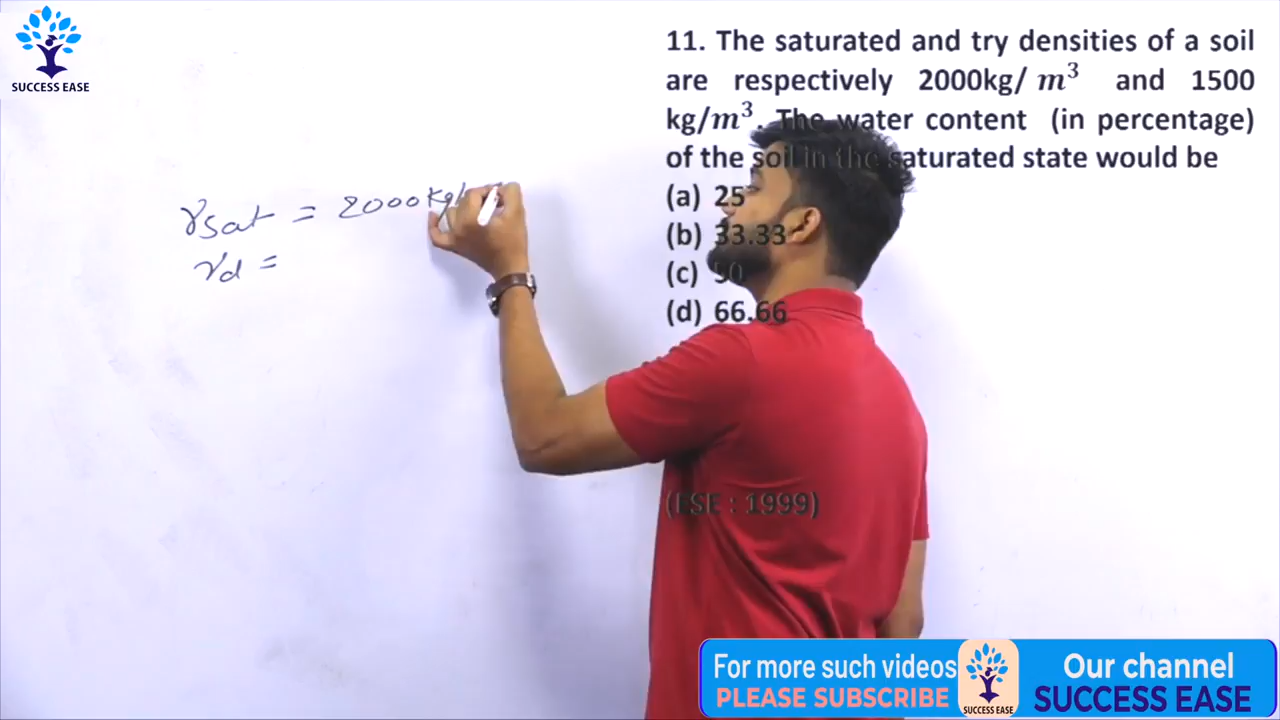 SUCCESS EASE
11. The saturated and try densities of a soil
are respectively 2000kg/ m³ and 1500
kg/m³. The water content (in percentage)
of the soil in the saturated state would be
(a) 25
(b) 33.33
(c) 50
(d) 66.66
(ESE : 1999)
γsat = 2000kg/
γd =
For more such videos
PLEASE SUBSCRIBE
SUCCESS EASE
Our channel
SUCCESS EASE